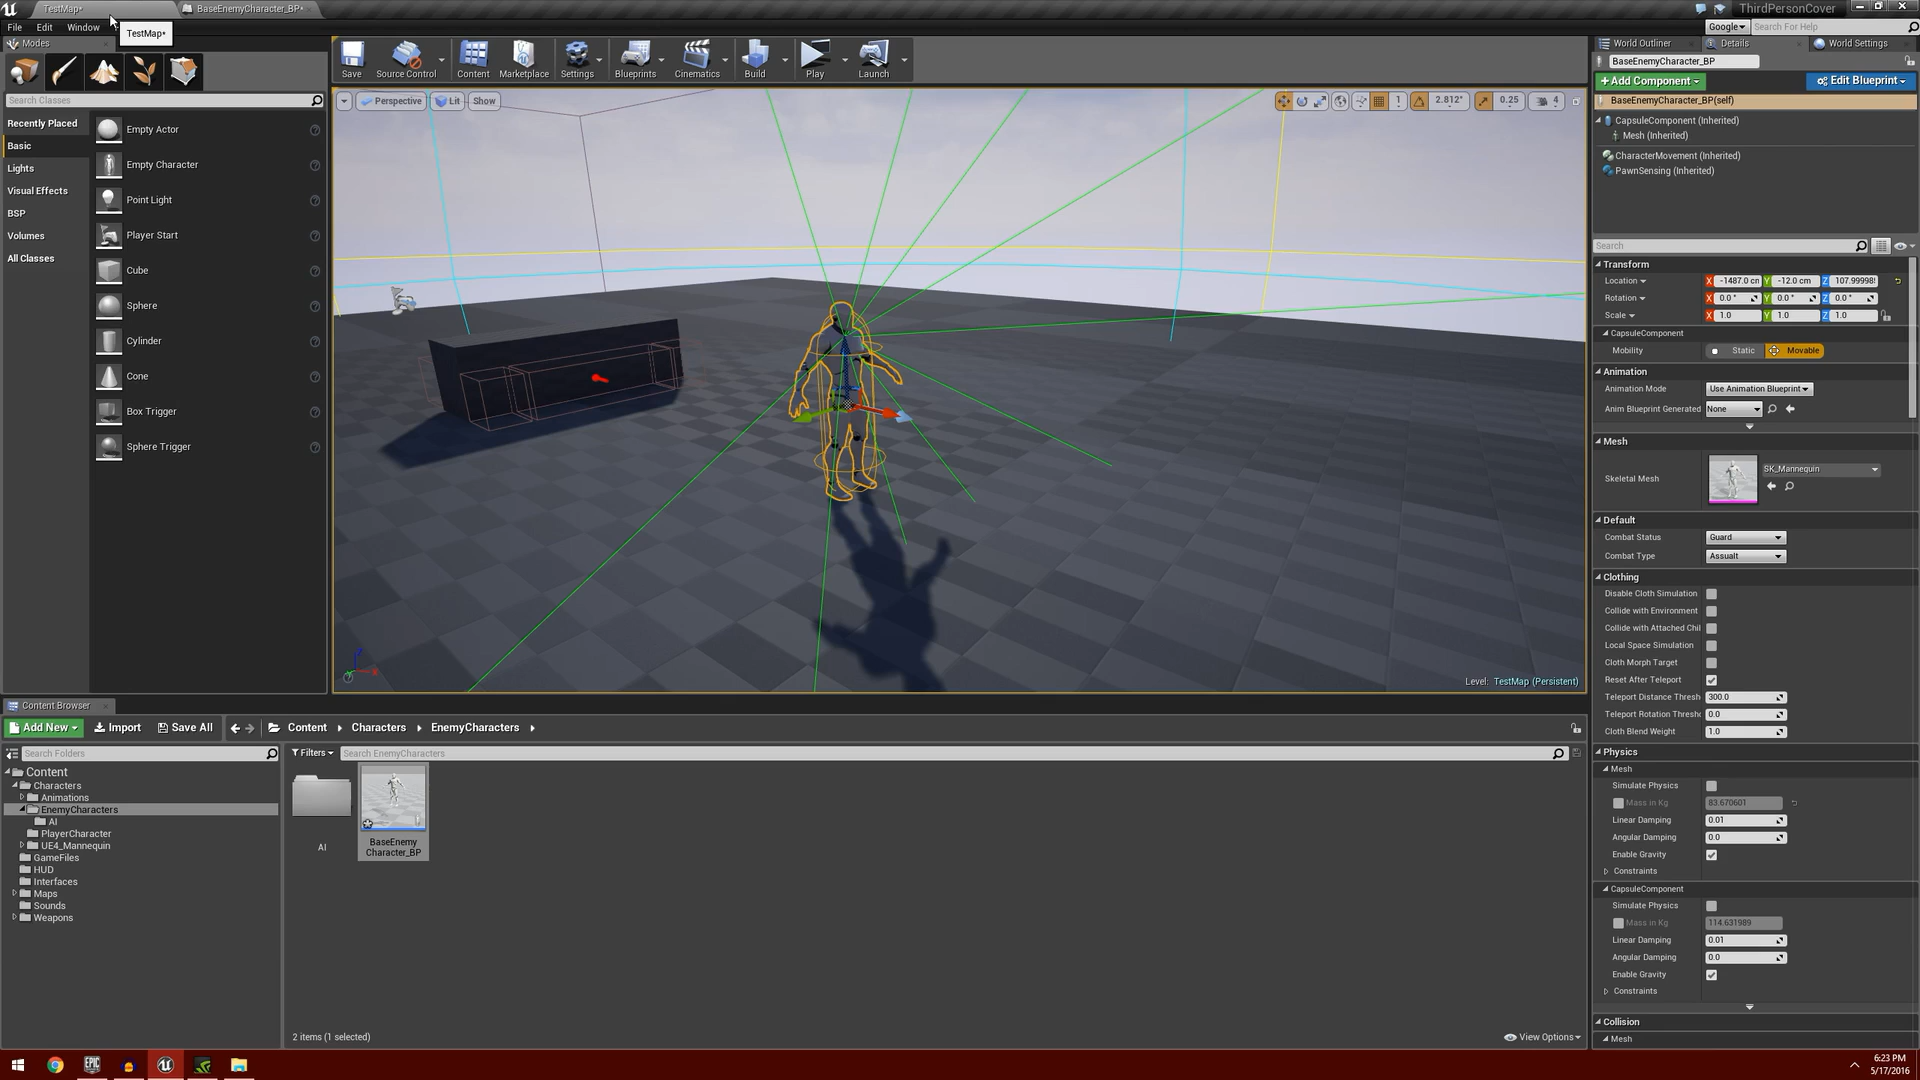 TestMap*
BaseEnemyCharacter_BP*
ThirdPersonCover
File
Edit
Window
TestMap*
Google
Search For Help
Modes
Search Classes
Recently Placed
Basic
Lights
Visual Effects
BSP
Volumes
All Classes
Empty Actor
Empty Character
Point Light
Player Start
Cube
Sphere
Cylinder
Cone
Box Trigger
Sphere Trigger
Save
Source Control
Content
Marketplace
Settings
Blueprints
Cinematics
Build
Play
Launch
Perspective
Lit
Show
1
2.812°
0.25
4
Level: TestMap (Persistent)
World Outliner
Details
World Settings
BaseEnemyCharacter_BP
+Add Component
Edit Blueprint
BaseEnemyCharacter_BP(self)
CapsuleComponent (Inherited)
Mesh (Inherited)
CharacterMovement (Inherited)
PawnSensing (Inherited)
Search
Transform
Location
X -1487.0 cm
Y -12.0 cm
Z 107.999985
Rotation
X 0.0 °
Y 0.0 °
Z 0.0 °
Scale
X 1.0
Y 1.0
Z 1.0
CapsuleComponent
Mobility
Static
Movable
Animation
Animation Mode
Use Animation Blueprint
Anim Blueprint Generated
None
Mesh
Skeletal Mesh
SK_Mannequin
Default
Combat Status
Guard
Combat Type
Assualt
Clothing
Disable Cloth Simulation
Collide with Environment
Collide with Attached Chil
Local Space Simulation
Cloth Morph Target
Reset After Teleport
Teleport Distance Thresh
300.0
Teleport Rotation Thresh
0.0
Cloth Blend Weight
1.0
Physics
Mesh
Simulate Physics
Mass in Kg
83.670601
Linear Damping
0.01
Angular Damping
0.0
Enable Gravity
Constraints
CapsuleComponent
Simulate Physics
Mass in Kg
114.631989
Linear Damping
0.01
Angular Damping
0.0
Enable Gravity
Constraints
Collision
Mesh
Content Browser
Add New
Import
Save All
Content
Characters
EnemyCharacters
Search Folders
Filters
Search EnemyCharacters
Content
Characters
Animations
EnemyCharacters
AI
PlayerCharacter
UE4_Mannequin
GameFiles
HUD
Interfaces
Maps
Sounds
Weapons
AI
BaseEnemy
Character_BP
2 items (1 selected)
View Options
EPIC
6:23 PM
5/17/2016